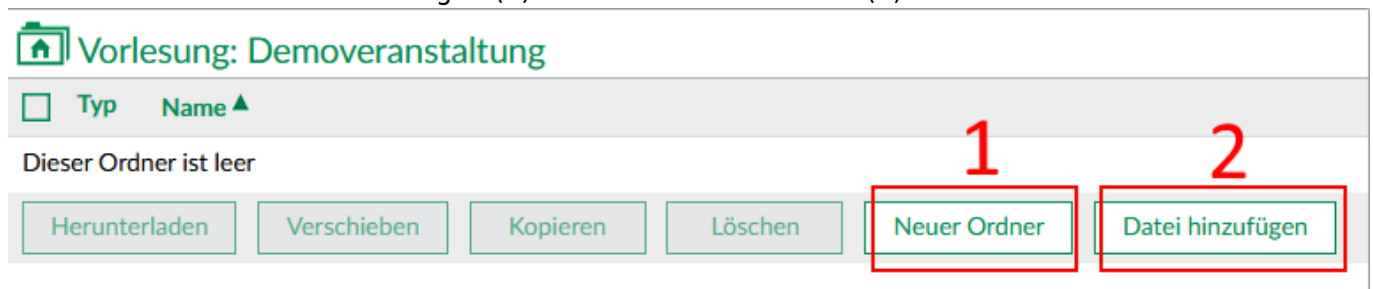 Vorlesung: Demoveranstaltung
Typ Name
Dieser Ordner ist leer
1 2
Herunterladen Verschieben Kopieren Löschen Neuer Ordner Datei hinzufügen